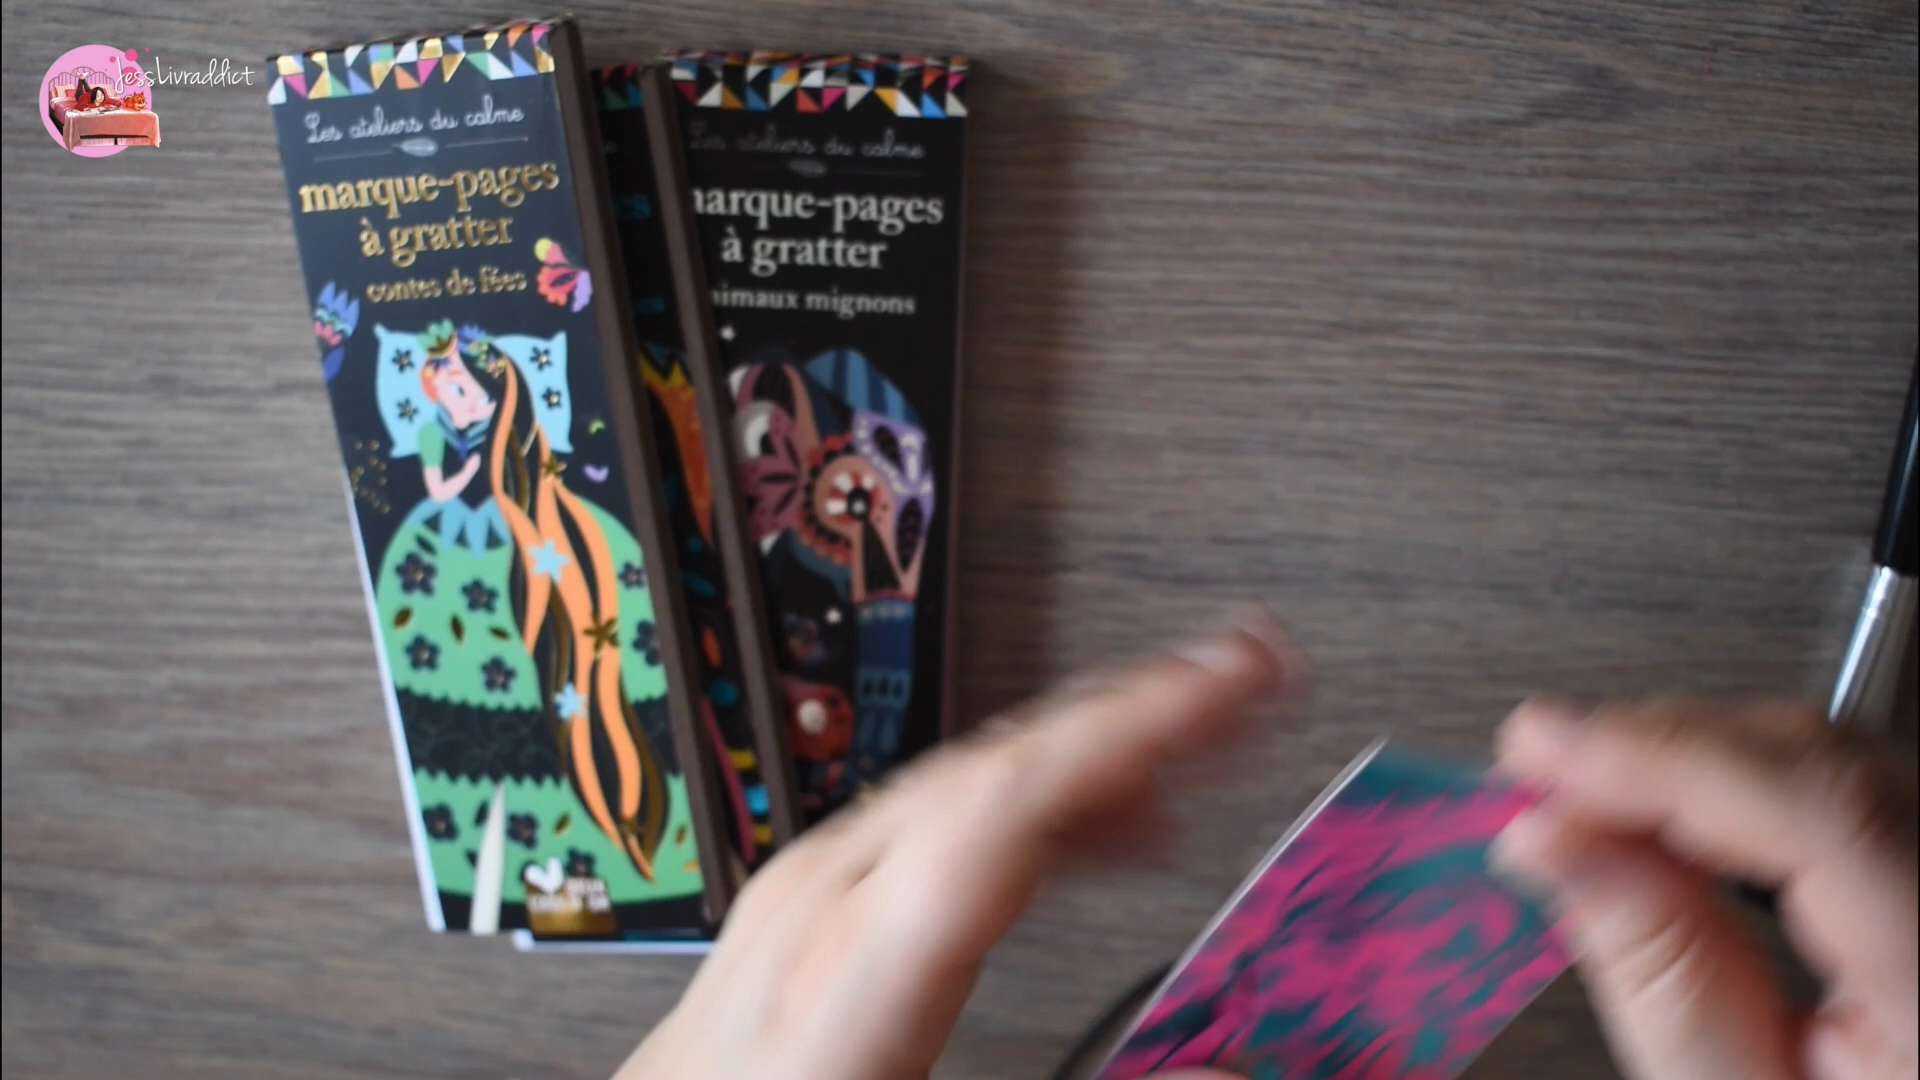 JessLivraddict
Les ateliers du calme
marque-pages
à gratter
contes de fées
Les ateliers du calme
marque-pages
à gratter
animaux mignons